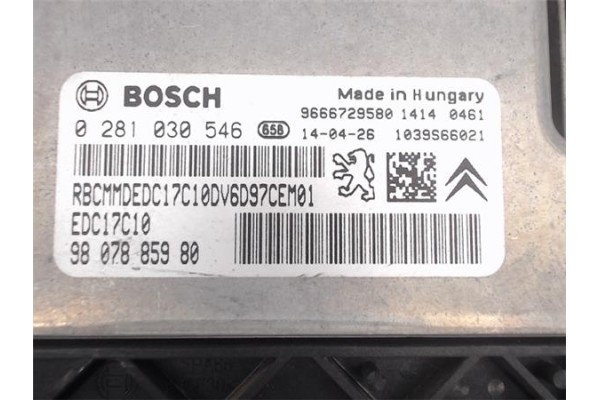 BOSCH
Made in Hungary
9666729580 1414 0461
0 281 030 546 658
14-04-26 1039S66021
RBCMMDEDC17C10DV6D97CEM01
EDC17C10
98 078 859 80